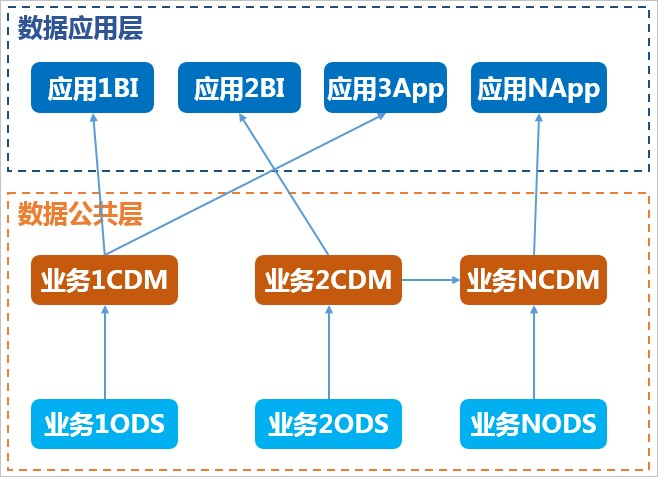 数据应用层
应用1BI
应用2BI
应用3App
应用NApp
数据公共层
业务1CDM
业务2CDM
业务NCDM
业务1ODS
业务2ODS
业务NODS